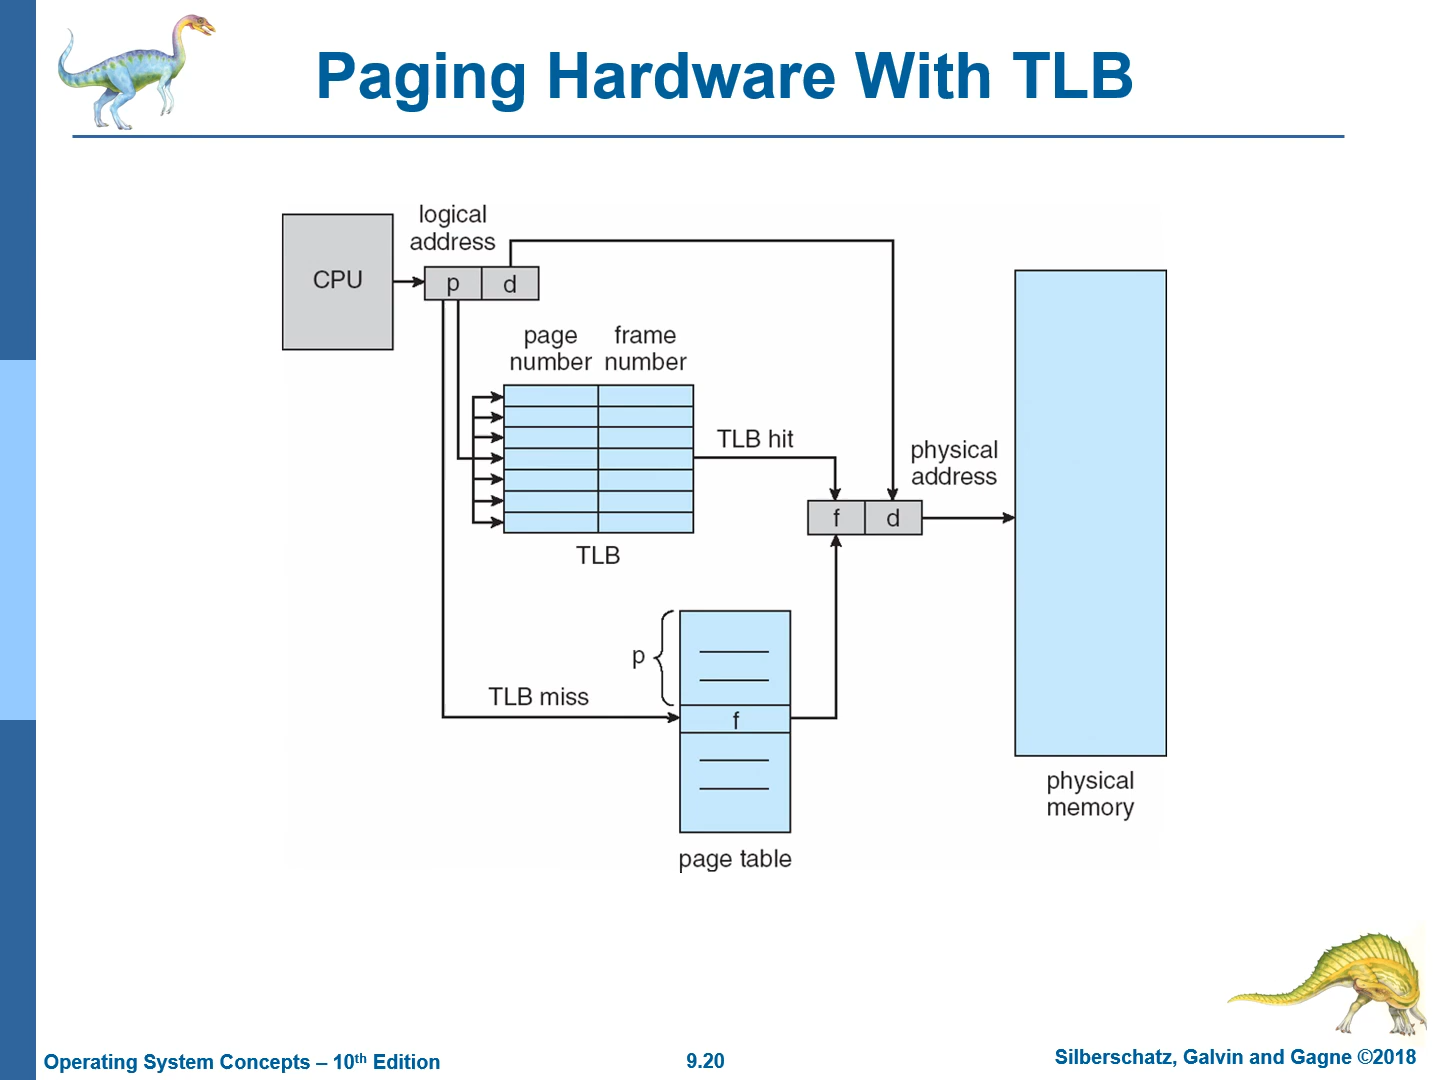 Paging Hardware With TLB
logical
address
CPU
p
d
page
number
frame
number
TLB hit
physical
address
f
d
TLB
p
TLB miss
f
physical
memory
page table
Operating System Concepts – 10th Edition
9.20
Silberschatz, Galvin and Gagne ©2018